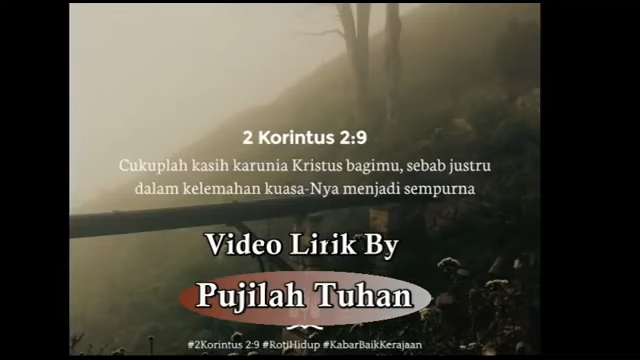 2 Korintus 2:9
Cukuplah kasih karunia Kristus bagimu, sebab justru
dalam kelemahan kuasa-Nya menjadi sempurna
Video Lirik By
Pujilah Tuhan
#2Korintus 2:9 #RotiHidup #KabarBaikKerajaan